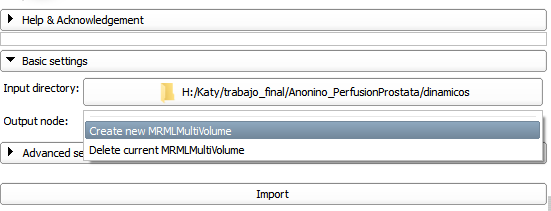 Help & Acknowledgement
Basic settings
Input directory: H:/Katy/trabajo_final/Anonino_PerfusionProstata/dinamicos
Output node:
Create new MRMLMultiVolume
Delete current MRMLMultiVolume
Advanced se
Import